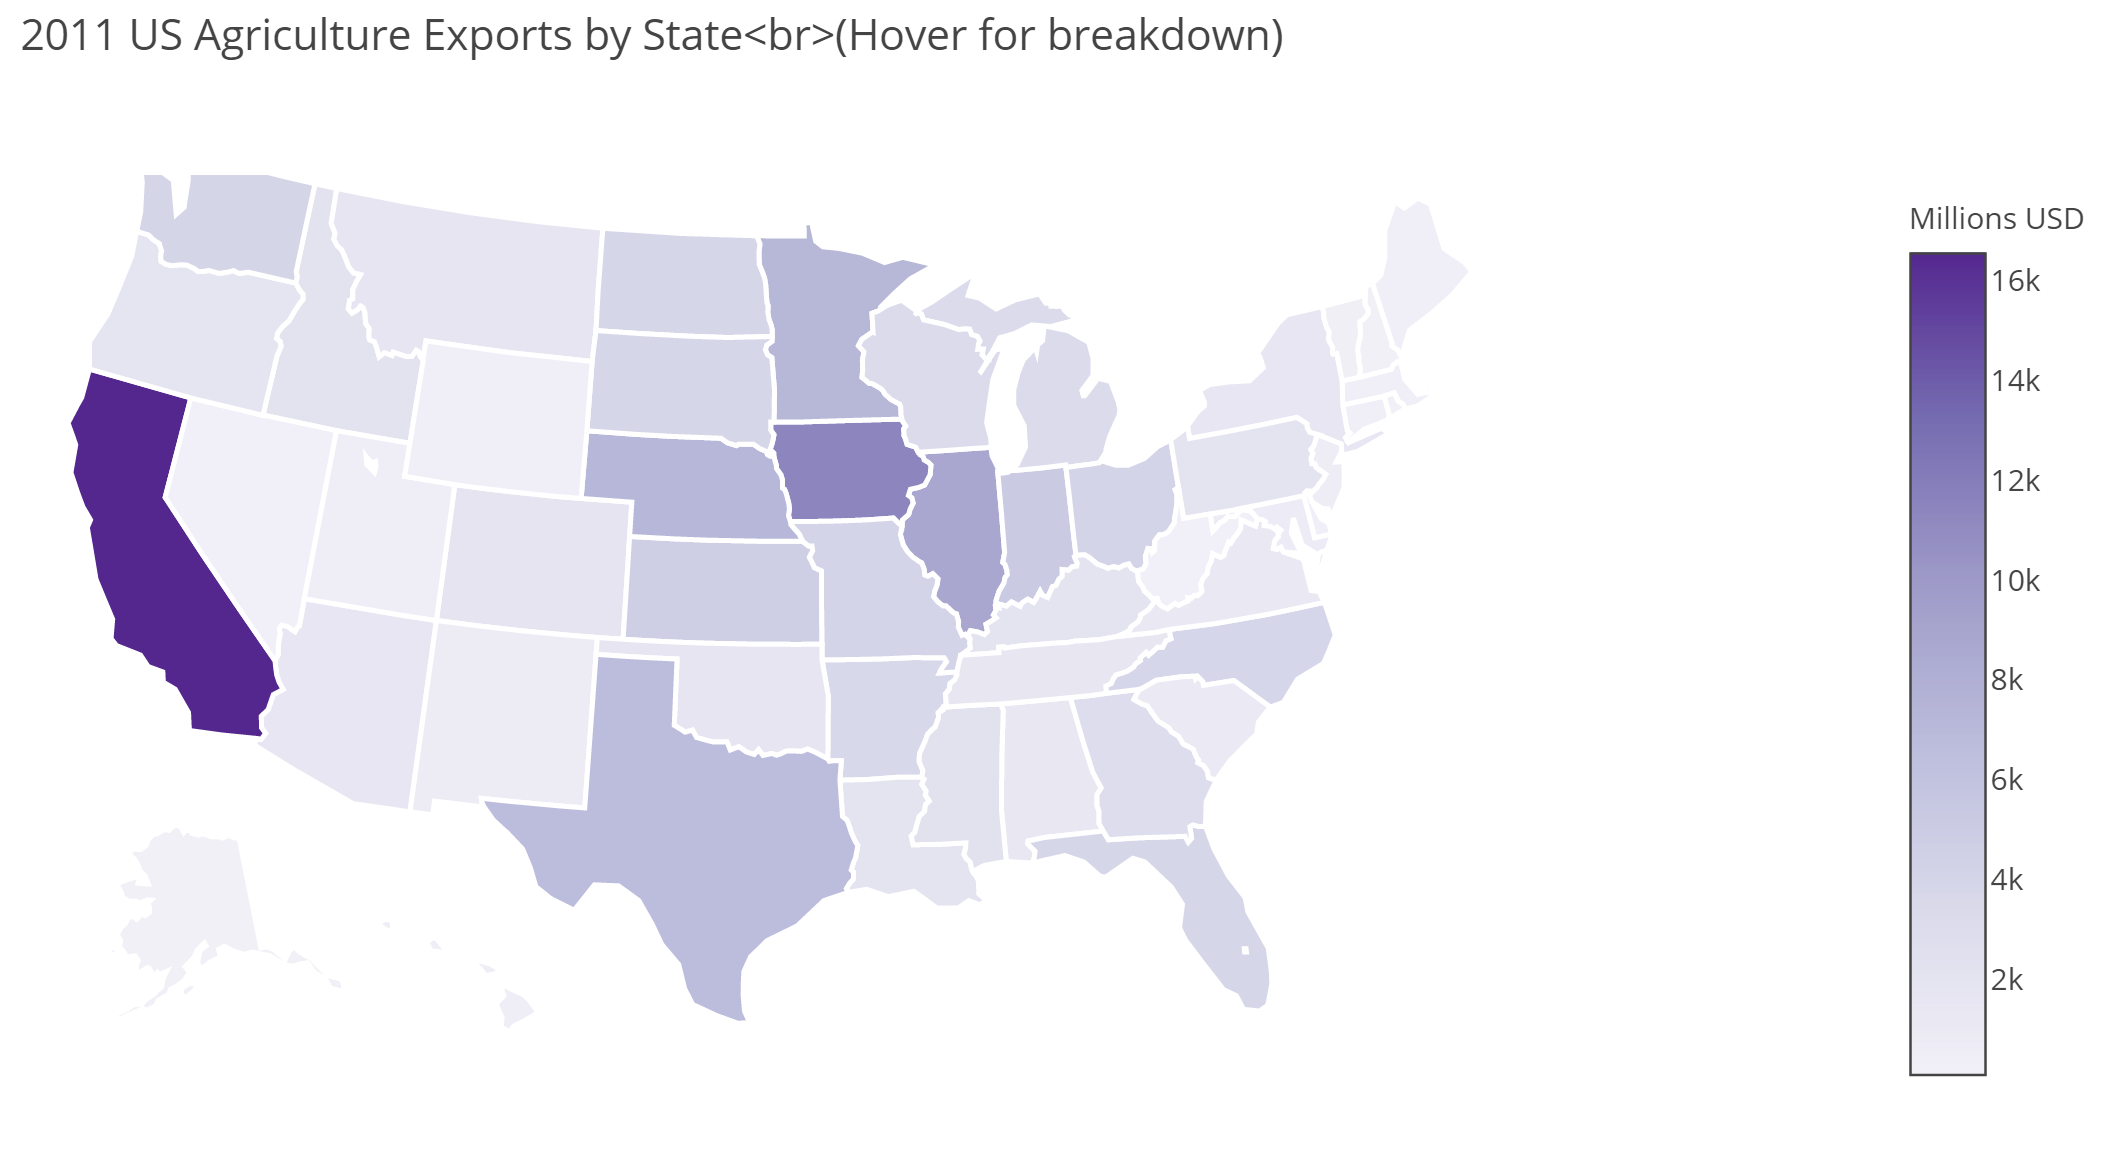 2011 US Agriculture Exports by State<br>(Hover for breakdown)
Millions USD
16k
14k
12k
10k
8k
6k
4k
2k